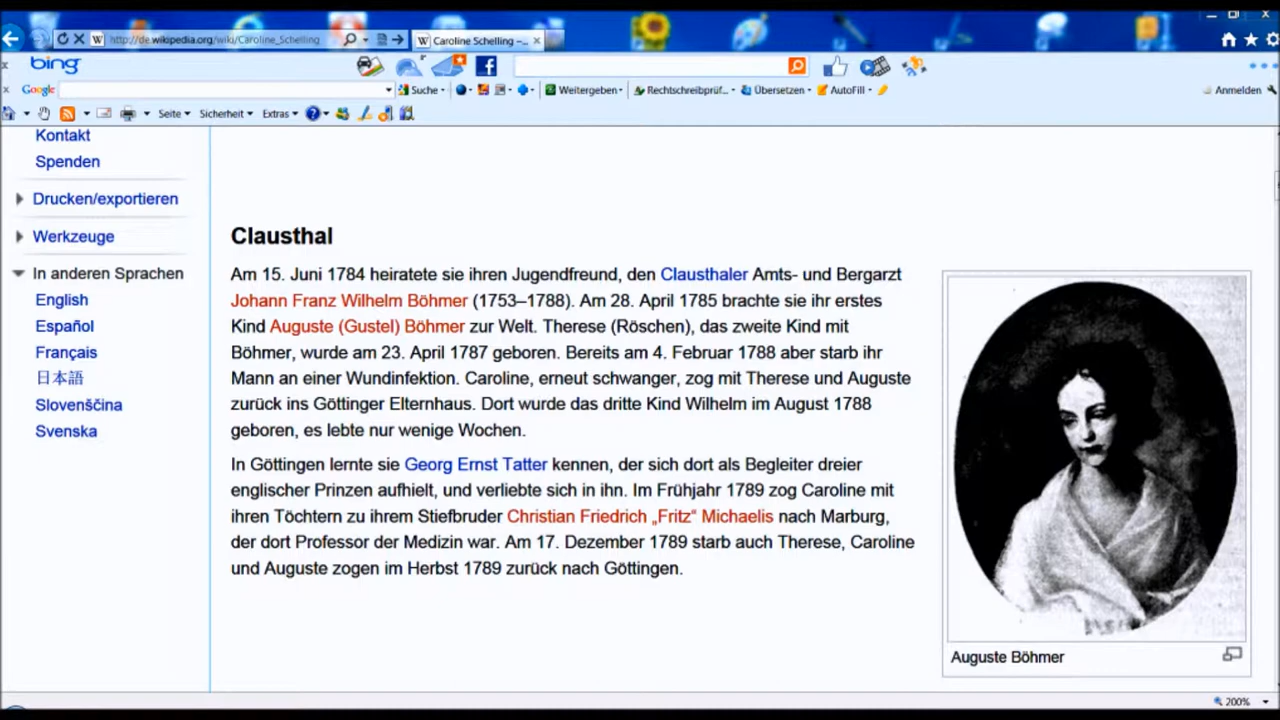 http://de.wikipedia.org/wiki/Caroline_Schelling
W Caroline Schelling –...
bing
Google
Suche
Weitergeben
Rechtschreibprüf...
Übersetzen
AutoFill
Anmelden
Seite
Sicherheit
Extras
Kontakt
Spenden
Drucken/exportieren
Werkzeuge
In anderen Sprachen
English
Español
Français
日本語
Slovenščina
Svenska
Clausthal
Am 15. Juni 1784 heiratete sie ihren Jugendfreund, den Clausthaler Amts- und Bergarzt
Johann Franz Wilhelm Böhmer (1753–1788). Am 28. April 1785 brachte sie ihr erstes
Kind Auguste (Gustel) Böhmer zur Welt. Therese (Röschen), das zweite Kind mit
Böhmer, wurde am 23. April 1787 geboren. Bereits am 4. Februar 1788 aber starb ihr
Mann an einer Wundinfektion. Caroline, erneut schwanger, zog mit Therese und Auguste
zurück ins Göttinger Elternhaus. Dort wurde das dritte Kind Wilhelm im August 1788
geboren, es lebte nur wenige Wochen.
In Göttingen lernte sie Georg Ernst Tatter kennen, der sich dort als Begleiter dreier
englischer Prinzen aufhielt, und verliebte sich in ihn. Im Frühjahr 1789 zog Caroline mit
ihren Töchtern zu ihrem Stiefbruder Christian Friedrich „Fritz“ Michaelis nach Marburg,
der dort Professor der Medizin war. Am 17. Dezember 1789 starb auch Therese, Caroline
und Auguste zogen im Herbst 1789 zurück nach Göttingen.
Auguste Böhmer
200%